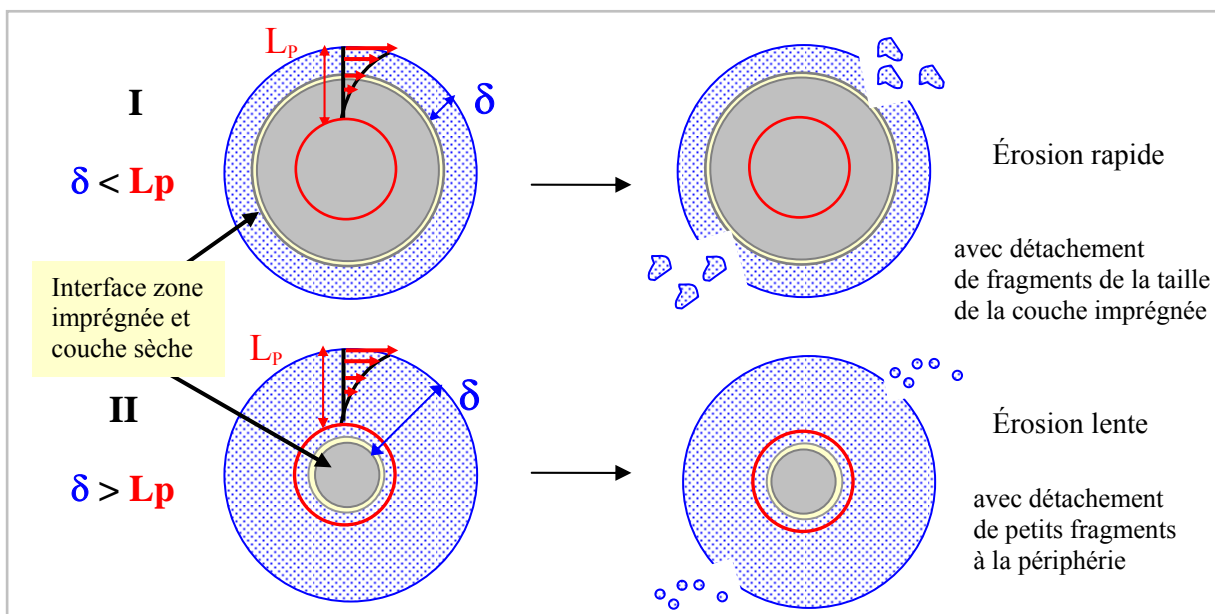 Lₚ
I
δ
δ < Lp
Érosion rapide
avec détachement
de fragments de la taille
de la couche imprégnée
Interface zone
imprégnée et
couche sèche
Lₚ
II
δ
δ > Lp
Érosion lente
avec détachement
de petits fragments
à la périphérie